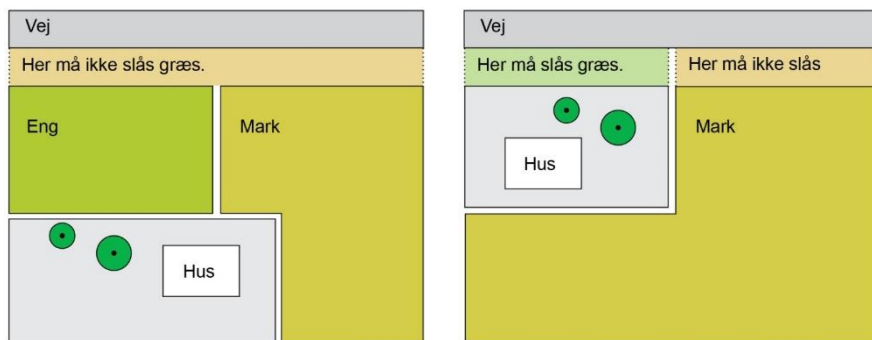 Vej
Her må ikke slås græs.
Eng
Mark
Hus
Vej
Her må slås græs.
Her må ikke slås
Mark
Hus